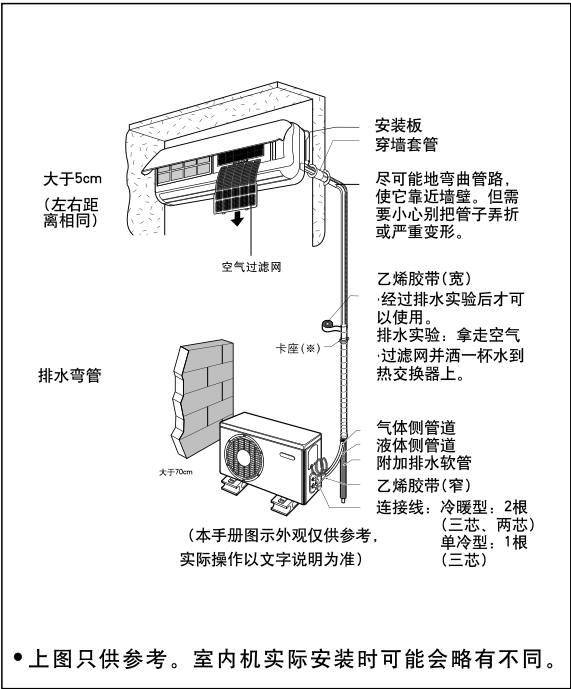 安装板
穿墙套管
大于5cm
(左右距
离相同)
尽可能地弯曲管路，
使它靠近墙壁。但需
要小心别把管子弄折
或严重变形。
空气过滤网
乙烯胶带(宽)
·经过排水实验后才可
以使用。
排水实验：拿走空气
·过滤网并洒一杯水到
热交换器上。
卡座(※)
排水弯管
大于70cm
气体侧管道
液体侧管道
附加排水软管
乙烯胶带(窄)
连接线：冷暖型：2根
(三芯、两芯)
单冷型：1根
(三芯)
(本手册图示外观仅供参考，
实际操作以文字说明为准)
•上图只供参考。室内机实际安装时可能会略有不同。